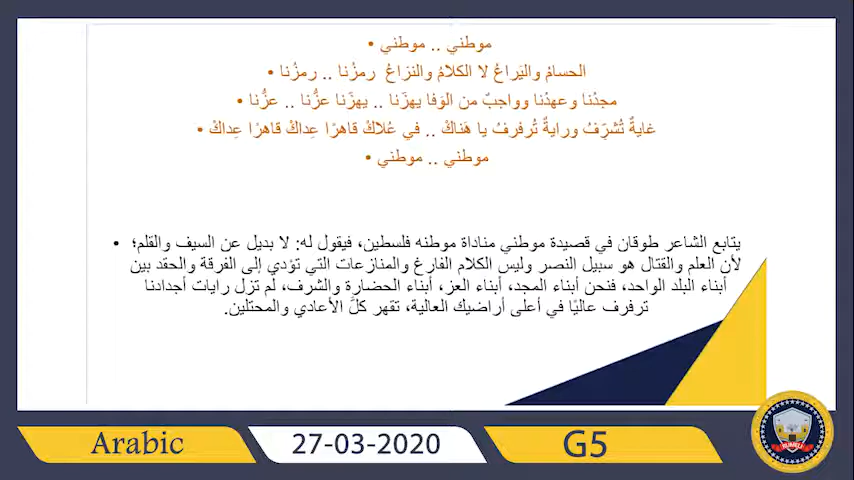 • موطني .. موطني
• الحسامُ واليَراعُ لا الكلامُ والنزَاعُ رمزُنا .. رمزُنا
• مجدُنا وعهدُنا وواجبٌ من الوَفا يهزّنا .. يهزّنا عزُّنا .. عزُّنا
• غايةٌ تُشرِّفُ ورايةٌ تُرفرفُ يا هَناكْ .. في عُلاكْ قاهرًا عِداكْ قاهرًا عِداكْ
• موطني .. موطني
• يتابع الشاعر طوقان في قصيدة موطني مناداة موطنه فلسطين، فيقول له: لا بديل عن السيف والقلم؛
لأن العلم والقتال هو سبيل النصر وليس الكلام الفارغ والمنازعات التي تؤدي إلى الفرقة والحقد بين
أبناء البلد الواحد، فنحن أبناء المجد، أبناء العز، أبناء الحضارة والشرف، لم تزل رايات أجدادنا
ترفرف عاليًا في أعلى أراضيك العالية، تقهر كلَّ الأعادي والمحتلين.
Arabic 27-03-2020 G5